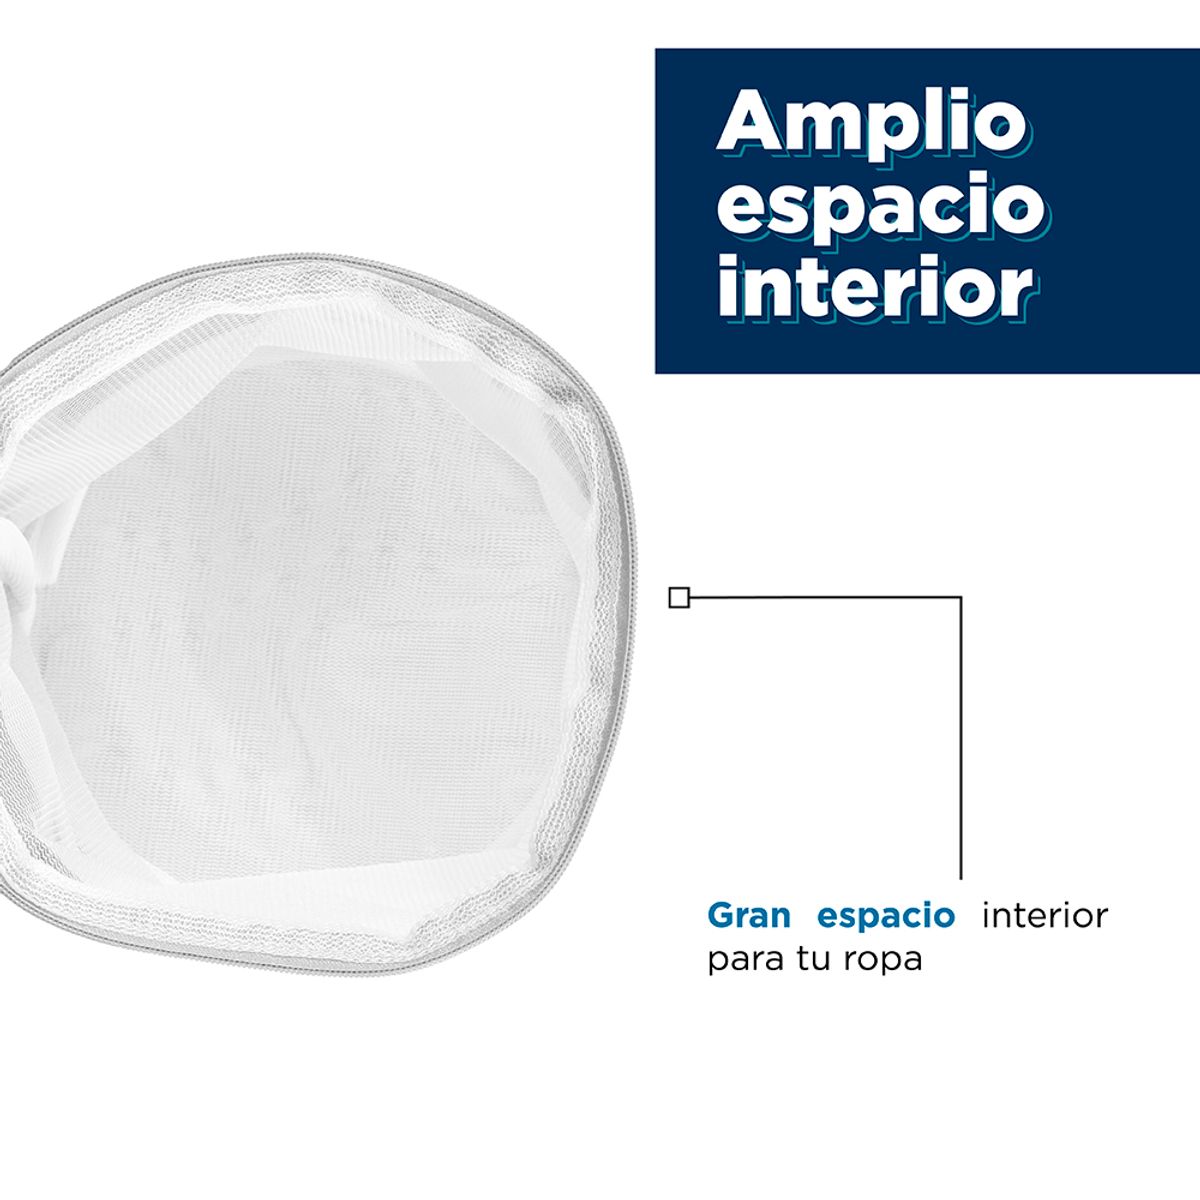 Amplio
espacio
interior
Gran espacio interior
para tu ropa